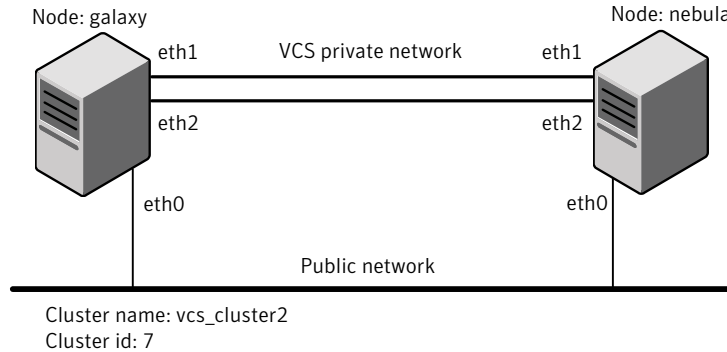 Node: galaxy
Node: nebula
eth1
VCS private network
eth1
eth2
eth2
eth0
eth0
Public network
Cluster name: vcs_cluster2
Cluster id: 7